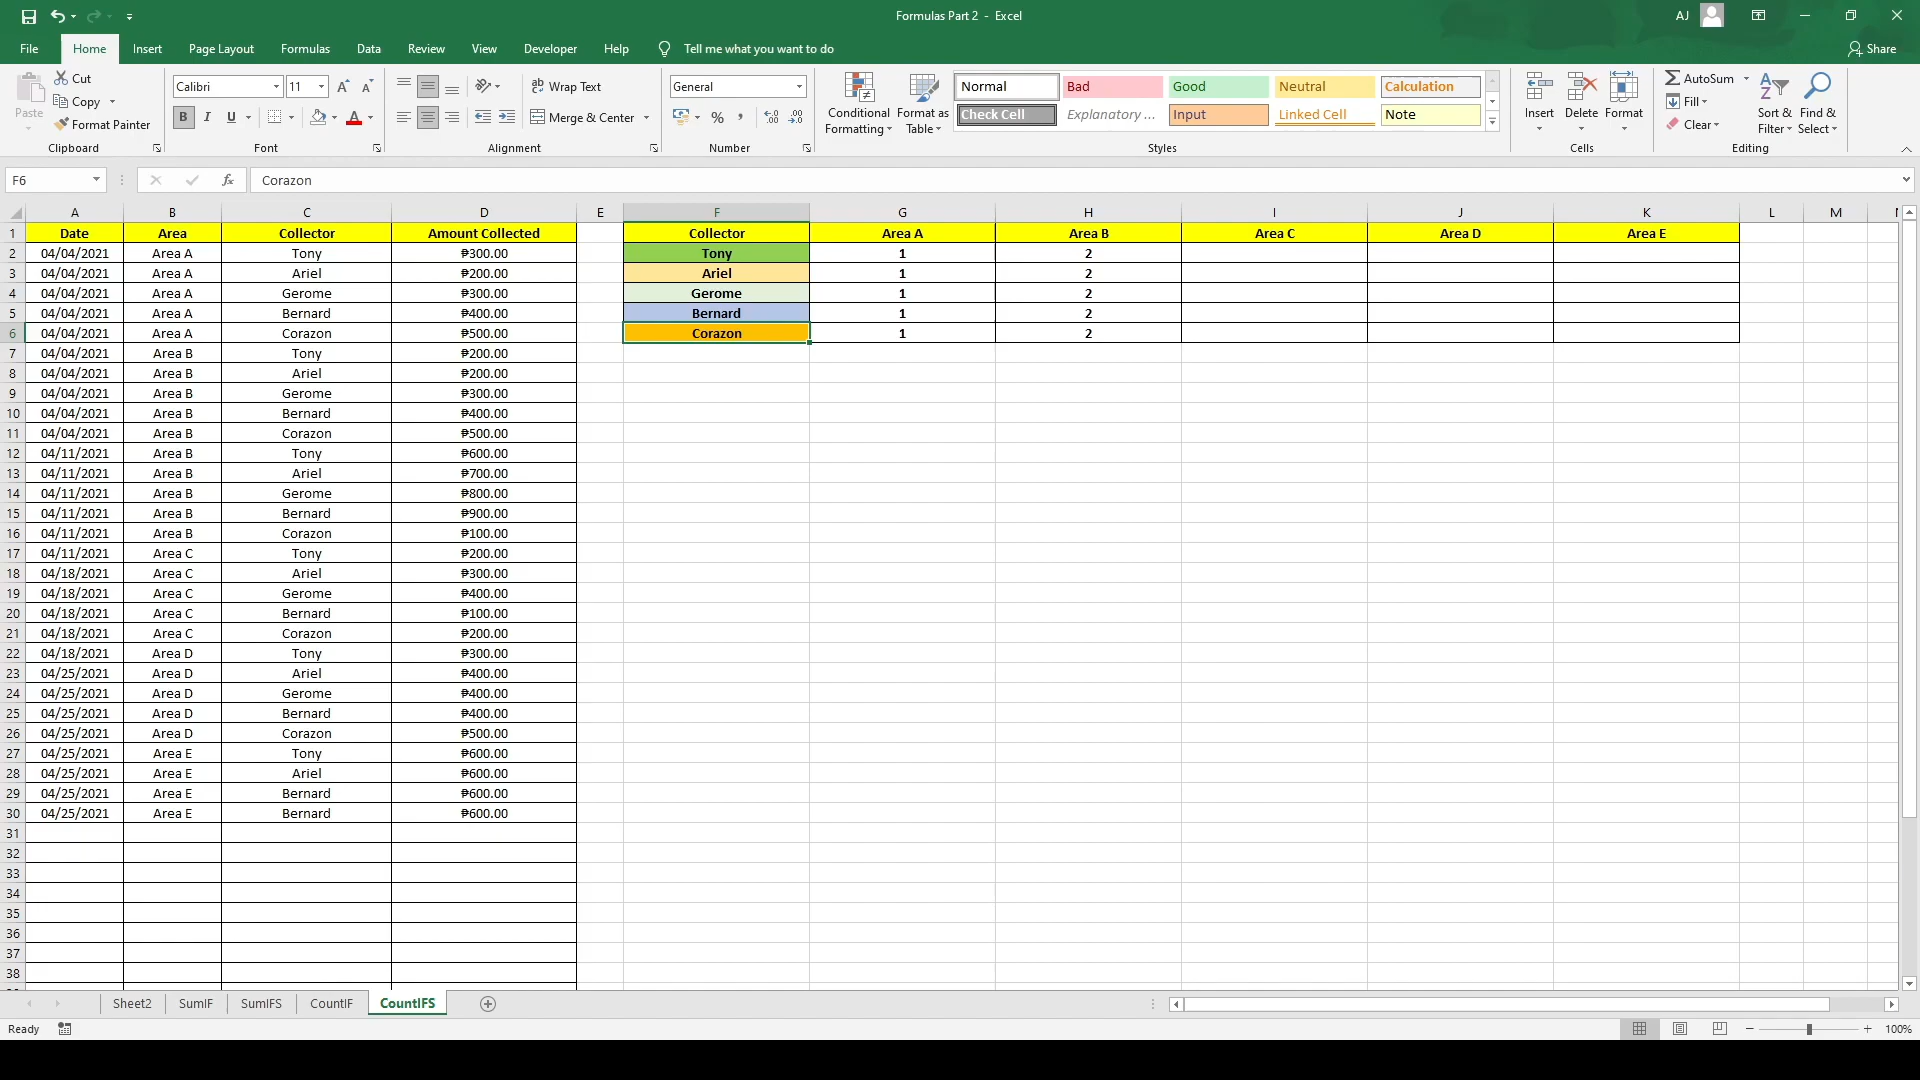 Formulas Part 2 - Excel
AJ
File Home Insert Page Layout Formulas Data Review View Developer Help Tell me what you want to do Share
Paste
Cut
Copy
Format Painter
Clipboard
Calibri 11
B I U
Font
Wrap Text
Merge & Center
Alignment
General
Number
Conditional Formatting
Format as Table
Normal Bad Good Neutral Calculation
Check Cell Explanatory ... Input Linked Cell Note
Styles
Insert Delete Format
Cells
AutoSum
Fill
Clear
Sort & Filter
Find & Select
Editing
F6 fx Corazon
A B C D E F G H I J K L M
1 Date Area Collector Amount Collected Collector Area A Area B Area C Area D Area E
2 04/04/2021 Area A Tony ₱300.00 Tony 1 2
3 04/04/2021 Area A Ariel ₱200.00 Ariel 1 2
4 04/04/2021 Area A Gerome ₱300.00 Gerome 1 2
5 04/04/2021 Area A Bernard ₱400.00 Bernard 1 2
6 04/04/2021 Area A Corazon ₱500.00 Corazon 1 2
7 04/04/2021 Area B Tony ₱200.00
8 04/04/2021 Area B Ariel ₱200.00
9 04/04/2021 Area B Gerome ₱300.00
10 04/04/2021 Area B Bernard ₱400.00
11 04/04/2021 Area B Corazon ₱500.00
12 04/11/2021 Area B Tony ₱600.00
13 04/11/2021 Area B Ariel ₱700.00
14 04/11/2021 Area B Gerome ₱800.00
15 04/11/2021 Area B Bernard ₱900.00
16 04/11/2021 Area B Corazon ₱100.00
17 04/11/2021 Area C Tony ₱200.00
18 04/18/2021 Area C Ariel ₱300.00
19 04/18/2021 Area C Gerome ₱400.00
20 04/18/2021 Area C Bernard ₱100.00
21 04/18/2021 Area C Corazon ₱200.00
22 04/18/2021 Area D Tony ₱300.00
23 04/25/2021 Area D Ariel ₱400.00
24 04/25/2021 Area D Gerome ₱400.00
25 04/25/2021 Area D Bernard ₱400.00
26 04/25/2021 Area D Corazon ₱500.00
27 04/25/2021 Area E Tony ₱600.00
28 04/25/2021 Area E Ariel ₱600.00
29 04/25/2021 Area E Bernard ₱600.00
30 04/25/2021 Area E Bernard ₱600.00
31
32
33
34
35
36
37
38
Sheet2 SumIF SumIFS CountIF CountIFS
Ready 100%